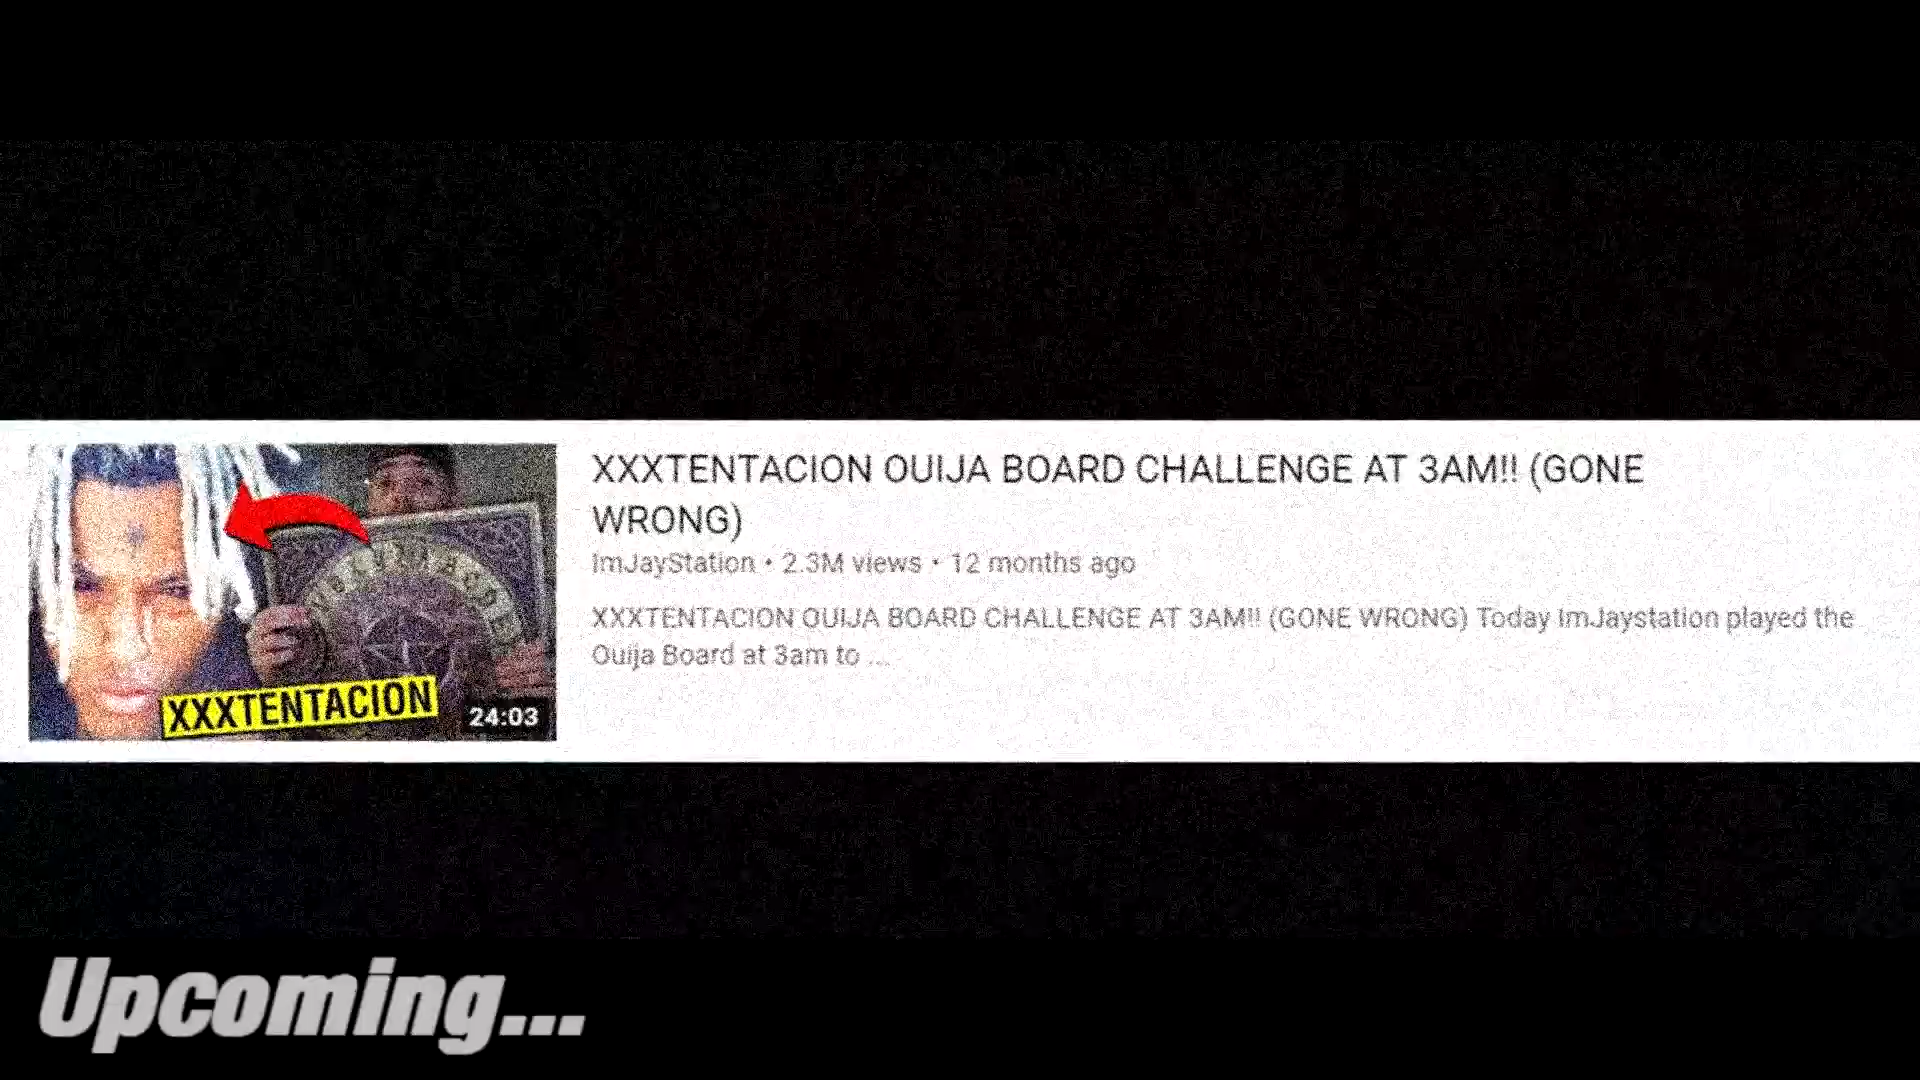 XXXTENTACION OUIJA BOARD CHALLENGE AT 3AM!! (GONE
WRONG)
ImJayStation • 2.3M views • 12 months ago
XXXTENTACION OUIJA BOARD CHALLENGE AT 3AM!! (GONE WRONG) Today ImJaystation played the
Ouija Board at 3am to ...
XXXTENTACION
24:03
Upcoming...